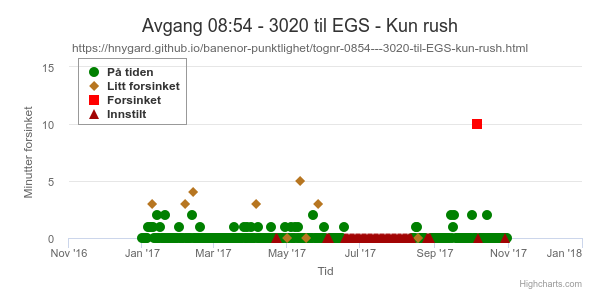 Avgang 08:54 - 3020 til EGS - Kun rush
https://hnygard.github.io/banenor-punktlighet/tognr-0854---3020-til-EGS-kun-rush.html
På tiden
Litt forsinket
Forsinket
Innstilt
Minutter forsinket
15
10
5
0
Nov '16
Jan '17
Mar '17
May '17
Jul '17
Sep '17
Nov '17
Jan '18
Tid
Highcharts.com